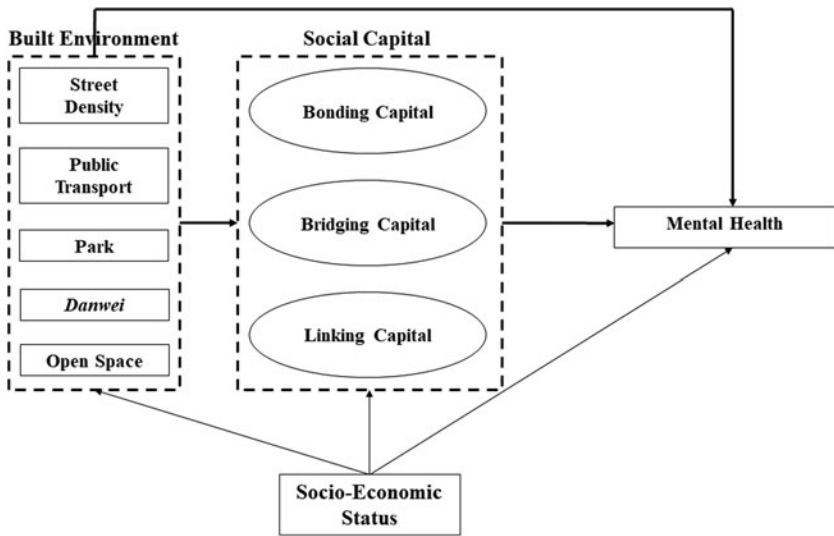 Built Environment
Street
Density
Public
Transport
Park
Danwei
Open Space
Social Capital
Bonding Capital
Bridging Capital
Linking Capital
Mental Health
Socio-Economic
Status